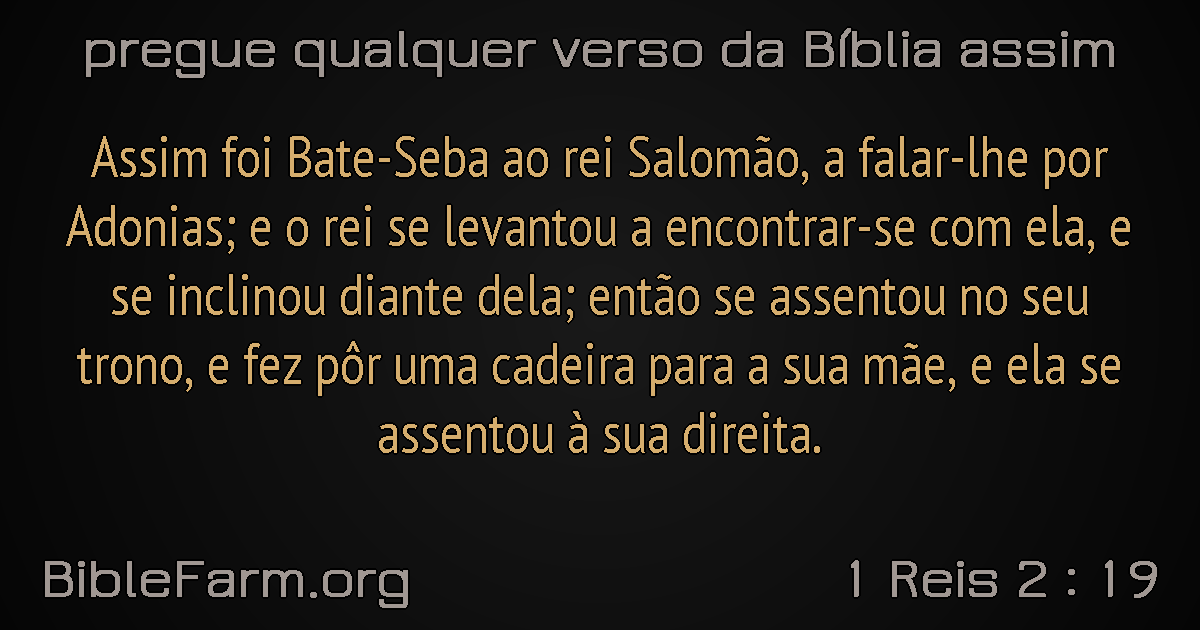 pregue qualquer verso da Bíblia assim
Assim foi Bate-Seba ao rei Salomão, a falar-lhe por
Adonias; e o rei se levantou a encontrar-se com ela, e
se inclinou diante dela; então se assentou no seu
trono, e fez pôr uma cadeira para a sua mãe, e ela se
assentou à sua direita.
BibleFarm.org
1 Reis 2 : 19